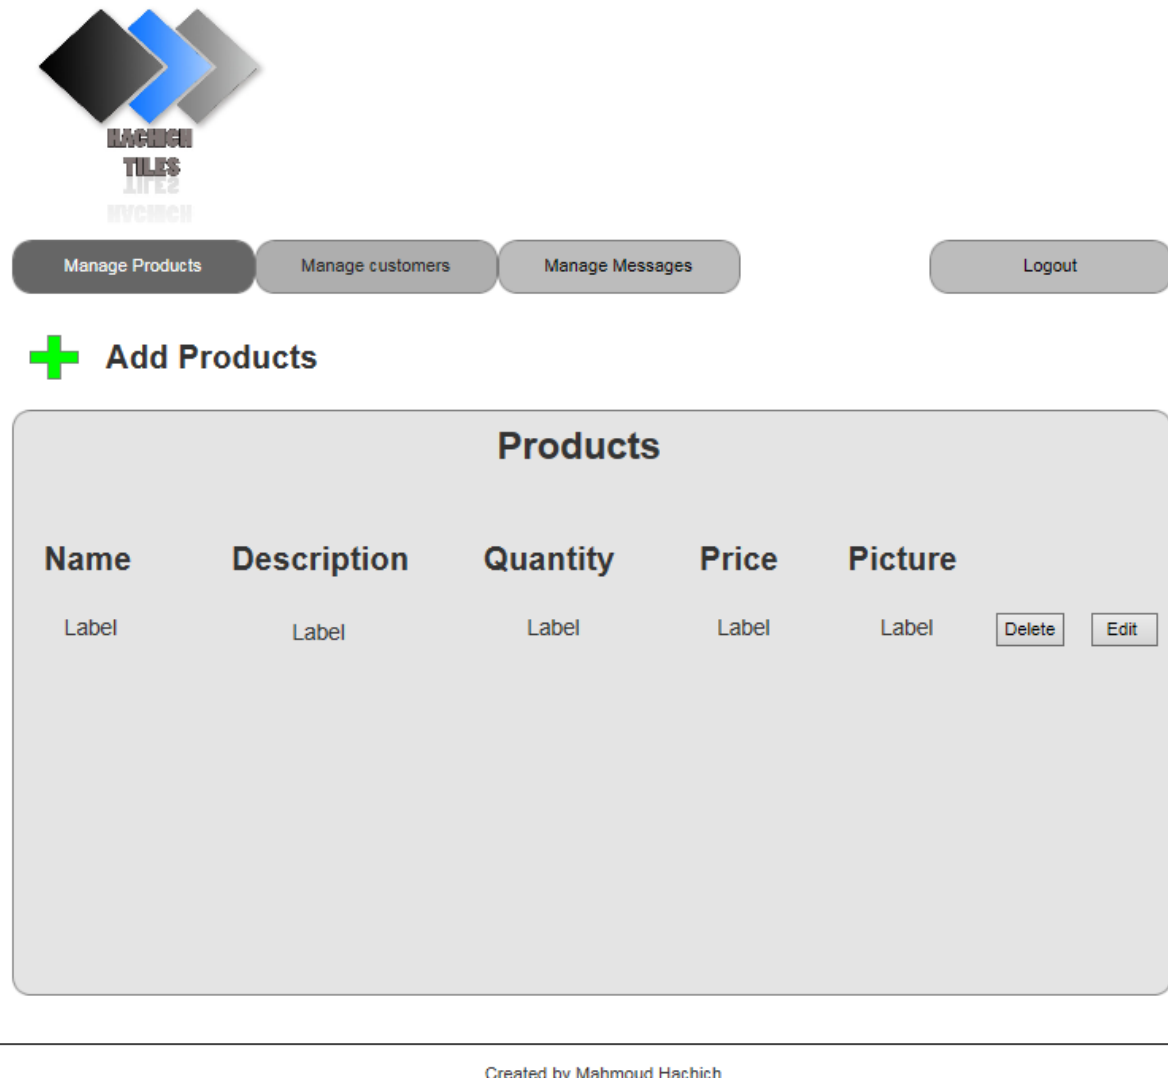 HACHICH
TILES
Manage Products Manage customers Manage Messages Logout
Add Products
Products
Name Description Quantity Price Picture
Label Label Label Label Label Delete Edit
Created by Mahmoud Hachich